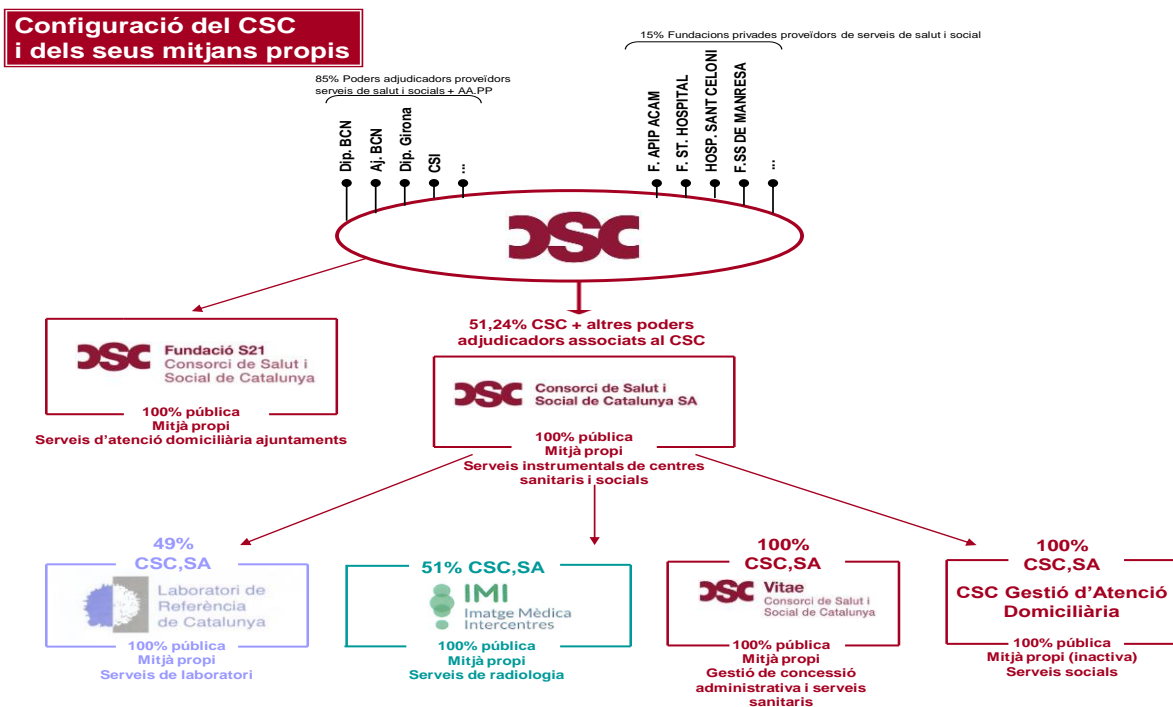 Configuració del CSC
i dels seus mitjans propis
15% Fundacions privades proveïdors de serveis de salut i social
85% Poders adjudicadors proveïdors
serveis de salut i socials + AA.PP
Dip. BCN
Aj. BCN
Dip. Girona
CSI
...
F. APIP ACAM
F. ST. HOSPITAL
HOSP. SANT CELONI
F.SS DE MANRESA
...
CSC
51,24% CSC + altres poders
adjudicadors associats al CSC
CSC
Fundació S21
Consorci de Salut i
Social de Catalunya
100% pública
Mitjà propi
Serveis d'atenció domiciliària ajuntaments
CSC
Consorci de Salut i
Social de Catalunya SA
100% pública
Mitjà propi
Serveis instrumentals de centres
sanitaris i socials
49%
CSC,SA
Laboratori de
Referència
de Catalunya
100% pública
Mitjà propi
Serveis de laboratori
51% CSC,SA
IMI
Imatge Mèdica
Intercentres
100% pública
Mitjà propi
Serveis de radiologia
100%
CSC,SA
CSC
Vitae
Consorci de Salut i
Social de Catalunya
100% pública
Mitjà propi
Gestió de concessió
administrativa i serveis
sanitaris
100%
CSC,SA
CSC Gestió d'Atenció
Domiciliària
100% pública
Mitjà propi (inactiva)
Serveis socials